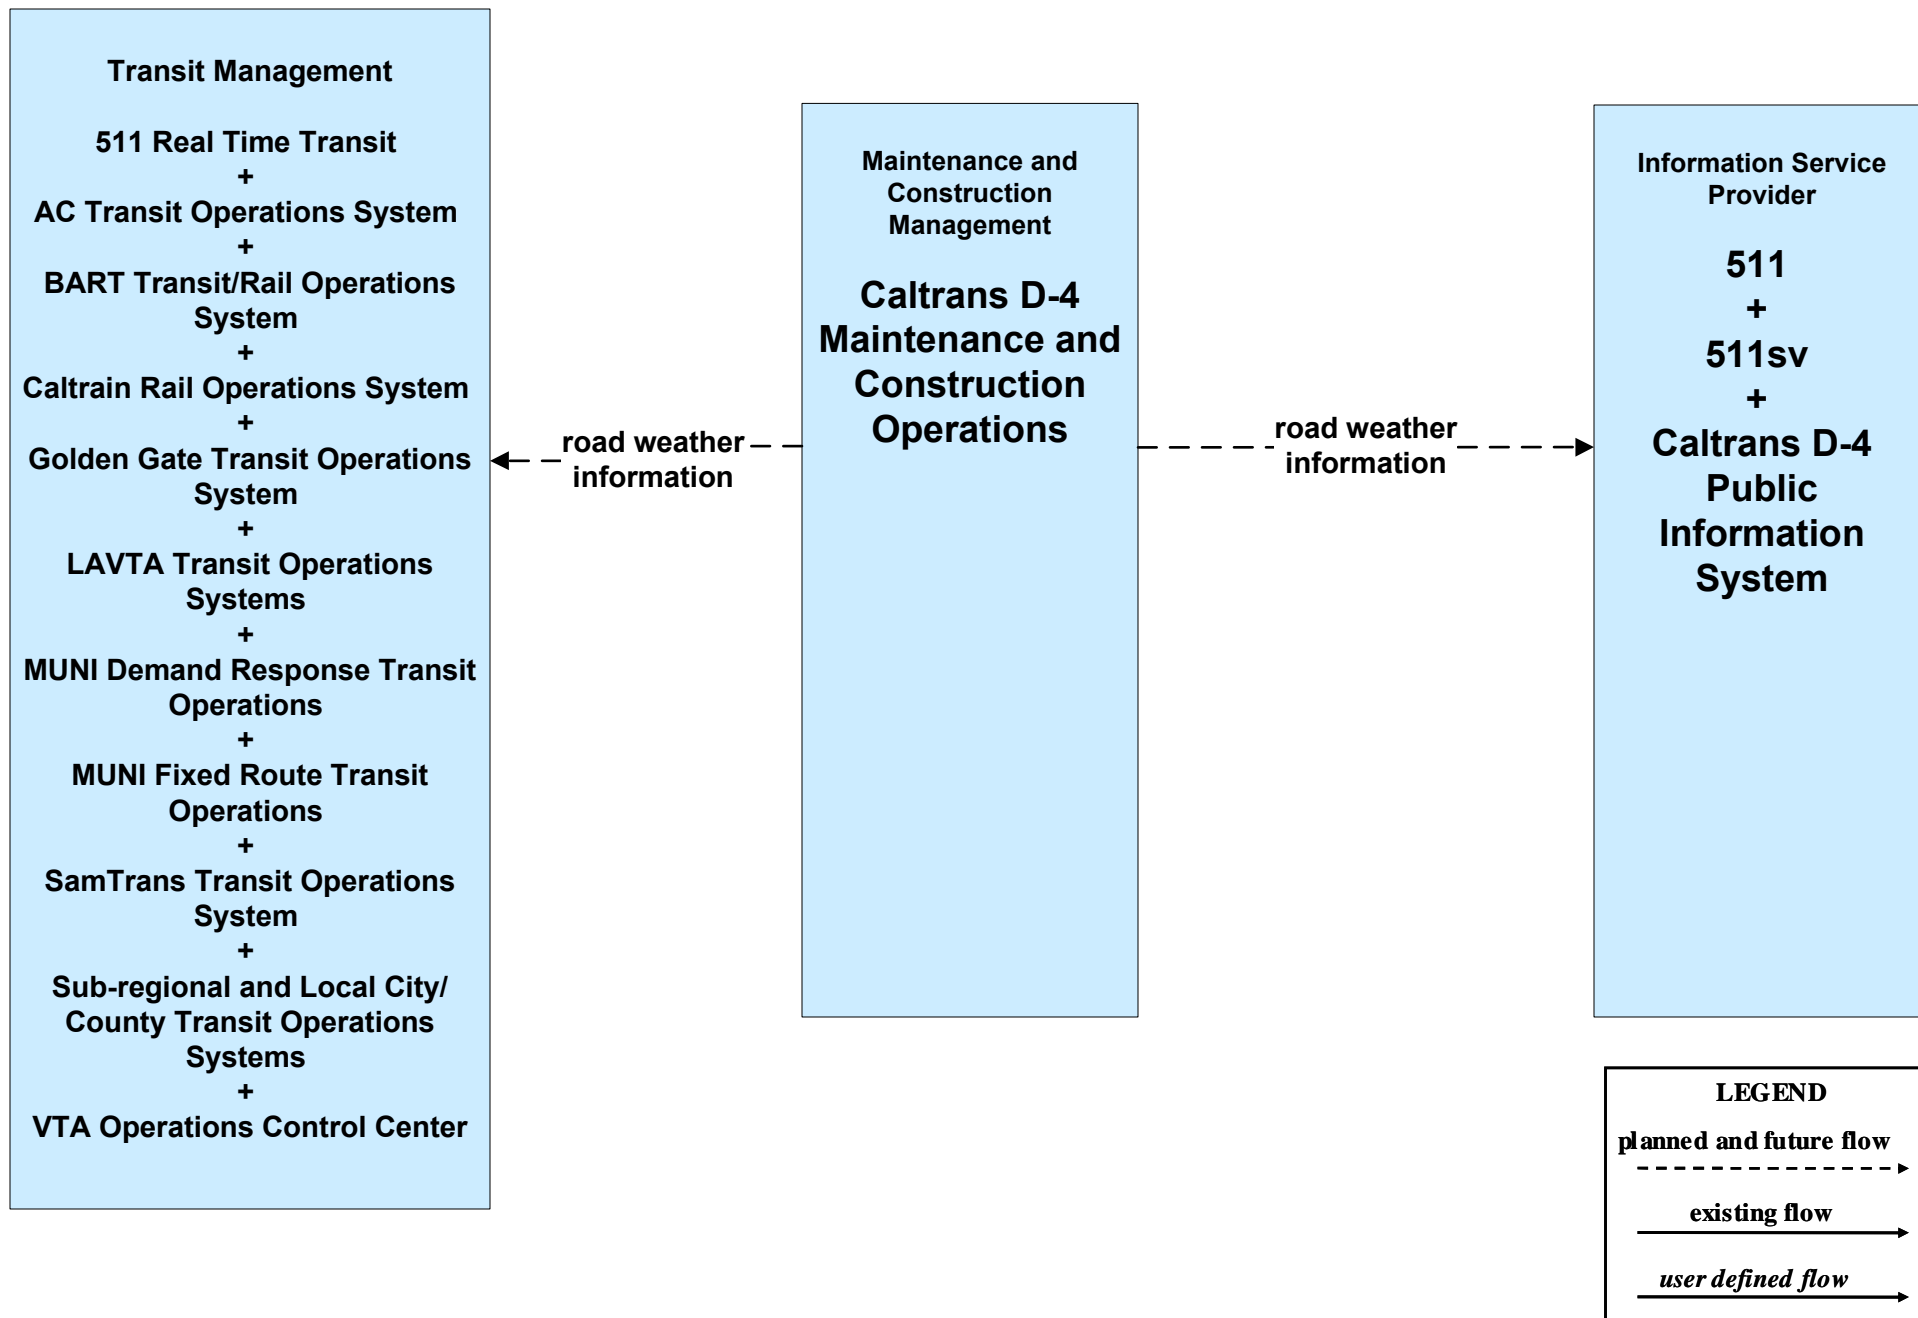 Transit Management
511 Real Time Transit
+
AC Transit Operations System
+
BART Transit/Rail Operations
System
+
Caltrain Rail Operations System
+
Golden Gate Transit Operations
System
+
LAVTA Transit Operations
Systems
+
MUNI Demand Response Transit
Operations
+
MUNI Fixed Route Transit
Operations
+
SamTrans Transit Operations
System
+
Sub-regional and Local City/
County Transit Operations
Systems
+
VTA Operations Control Center
road weather
information
Maintenance and
Construction
Management
Caltrans D-4
Maintenance and
Construction
Operations
road weather
information
Information Service
Provider
511
+
511sv
+
Caltrans D-4
Public
Information
System
LEGEND
planned and future flow
existing flow
user defined flow